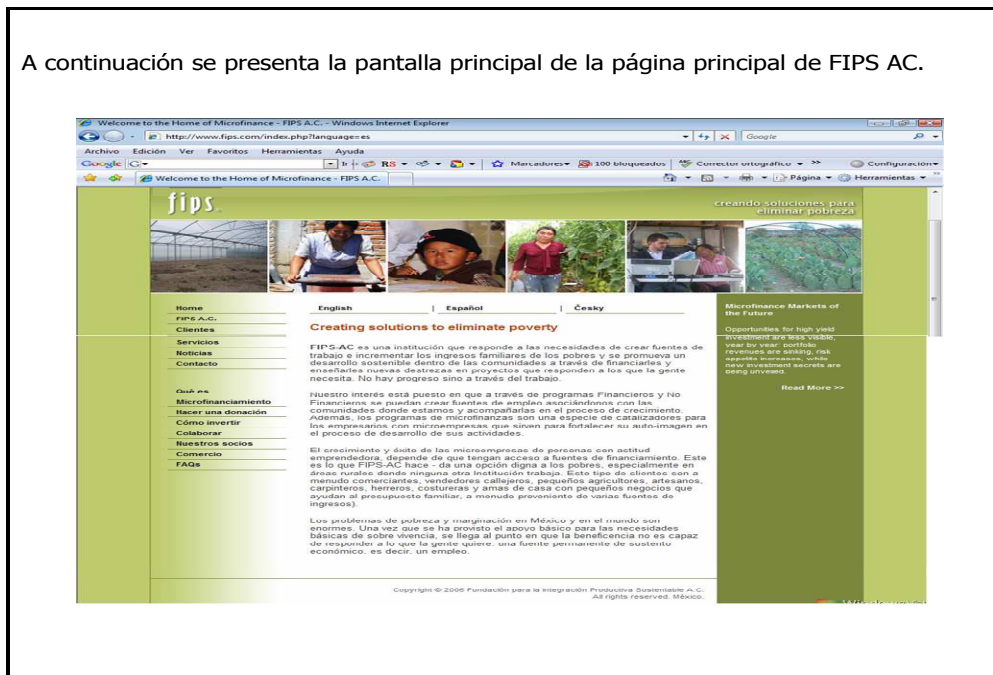 A continuación se presenta la pantalla principal de la página principal de FIPS AC.
Welcome to the Home of Microfinance - FIPS A.C. - Windows Internet Explorer
http://www.fips.com/index.php?language=es
Google
Archivo Edición Ver Favoritos Herramientas Ayuda
Google
RS
Marcadores
100 bloqueados
Corrector ortográfico
Configuración
Welcome to the Home of Microfinance - FIPS A.C.
Página
Herramientas
fips
creando soluciones para
eliminar pobreza
Home
FIPS A.C.
Clientes
Servicios
Noticias
Contacto
Qué es
Microfinanciamiento
Hacer una donación
Cómo invertir
Colaborar
Nuestros socios
Comercio
FAQs
English | Español | Česky
Creating solutions to eliminate poverty
FIPS-AC es una institución que responde a las necesidades de crear fuentes de
trabajo e incrementar los ingresos familiares de los pobres y se promueva un
desarrollo sostenible dentro de las comunidades a través de financiarles y
enseñarles nuevas destrezas en proyectos que responden a los que la gente
necesita. No hay progreso sino a través del trabajo.
Nuestro interés está puesto en que a través de programas Financieros y No
Financieros se puedan crear fuentes de empleo asociándonos con las
comunidades donde estamos y acompañarlas en el proceso de crecimiento.
Además, los programas de microfinanzas son una especie de catalizadores para
los empresarios con microempresas que sirven para fortalecer su auto-imagen en
el proceso de desarrollo de sus actividades.
El crecimiento y éxito de las microempresas de personas con actitud
emprendedora, depende de que tengan acceso a fuentes de financiamiento. Este
es lo que FIPS-AC hace - da una opción digna a los pobres, especialmente en
áreas rurales donde ninguna otra Institución trabaja. Este tipo de clientes son a
menudo comerciantes, vendedores callejeros, pequeños agricultores, artesanos,
carpinteros, herreros, costureras y amas de casa con pequeños negocios que
ayudan al presupuesto familiar, a menudo proveniente de varias fuentes de
ingresos).
Los problemas de pobreza y marginación en México y en el mundo son
enormes. Una vez que se ha provisto el apoyo básico para las necesidades
básicas de sobre vivencia, se llega al punto en que la beneficencia no es capaz
de responder a lo que la gente quiere: una fuente permanente de sustento
económico, es decir, un empleo.
Microfinance Markets of
the Future
Opportunities for high yield
investment are less visible,
year by year: portfolio
revenues are sinking, risk
appetite increases, while
new investment secrets are
being unveiled.
Read More >>
Copyright © 2006 Fundación para la Integración Productiva Sustentable A.C.
All rights reserved. México.